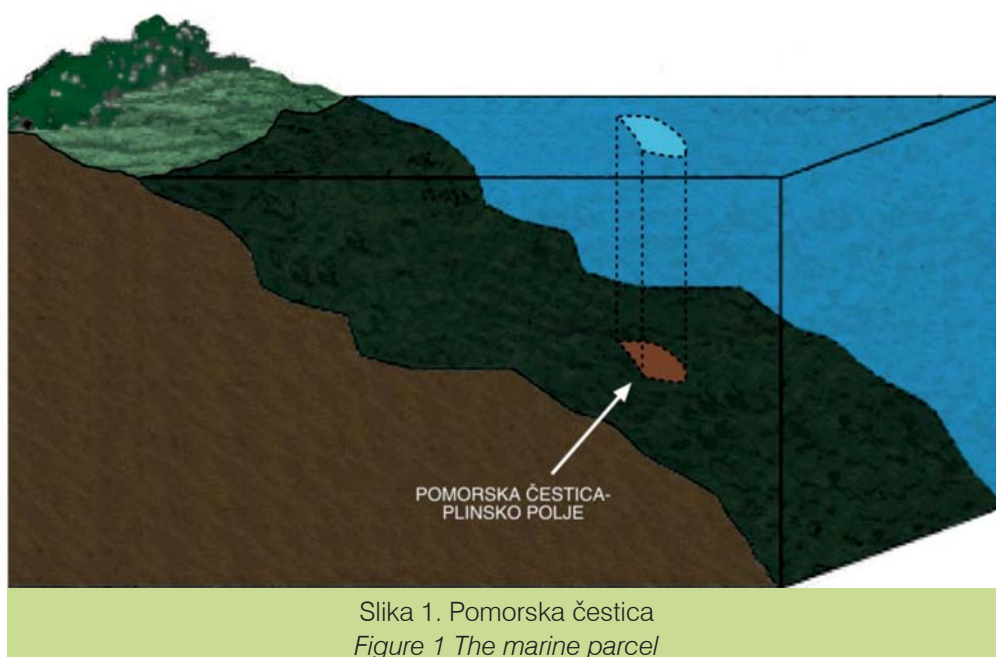 POMORSKA ČESTICA-
PLINSKO POLJE
Slika 1. Pomorska čestica
Figure 1 The marine parcel